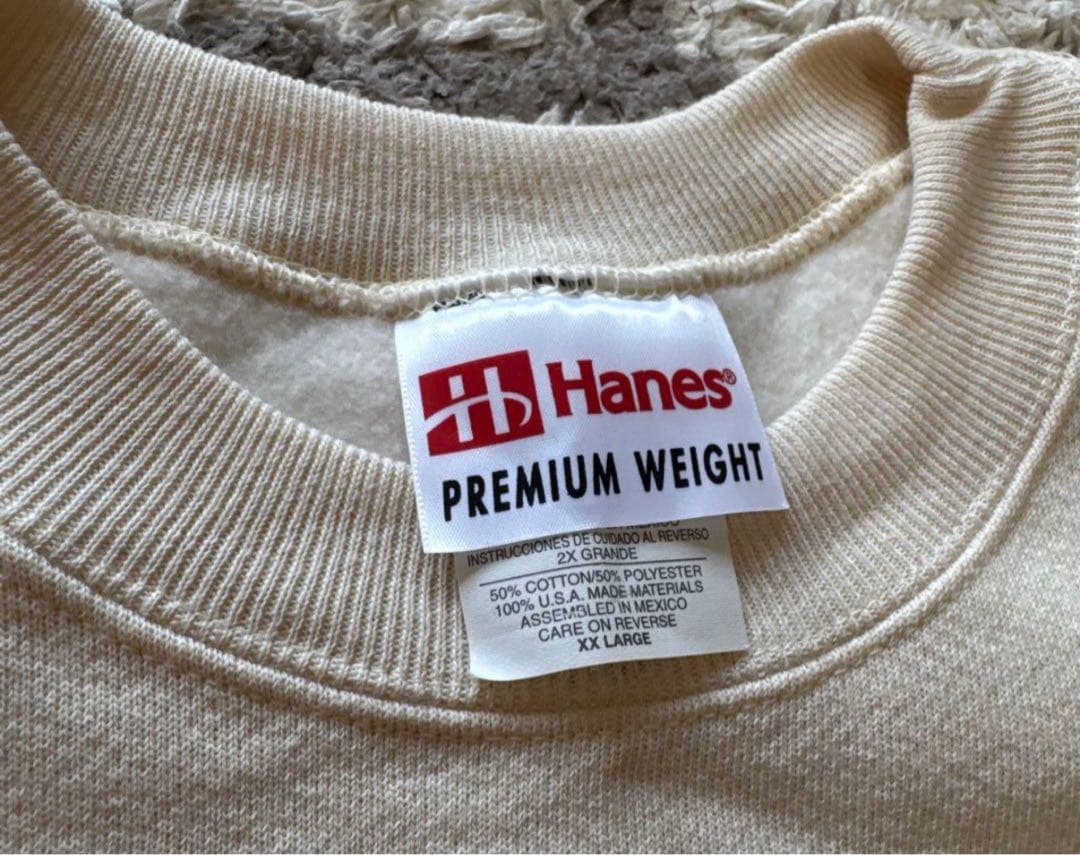 Hanes®
PREMIUM WEIGHT
INSTRUCCIONES DE CUIDADO AL REVERSO
2X GRANDE
50% COTTON/50% POLYESTER
100% U.S.A. MADE MATERIALS
ASSEMBLED IN MEXICO
CARE ON REVERSE
XX LARGE